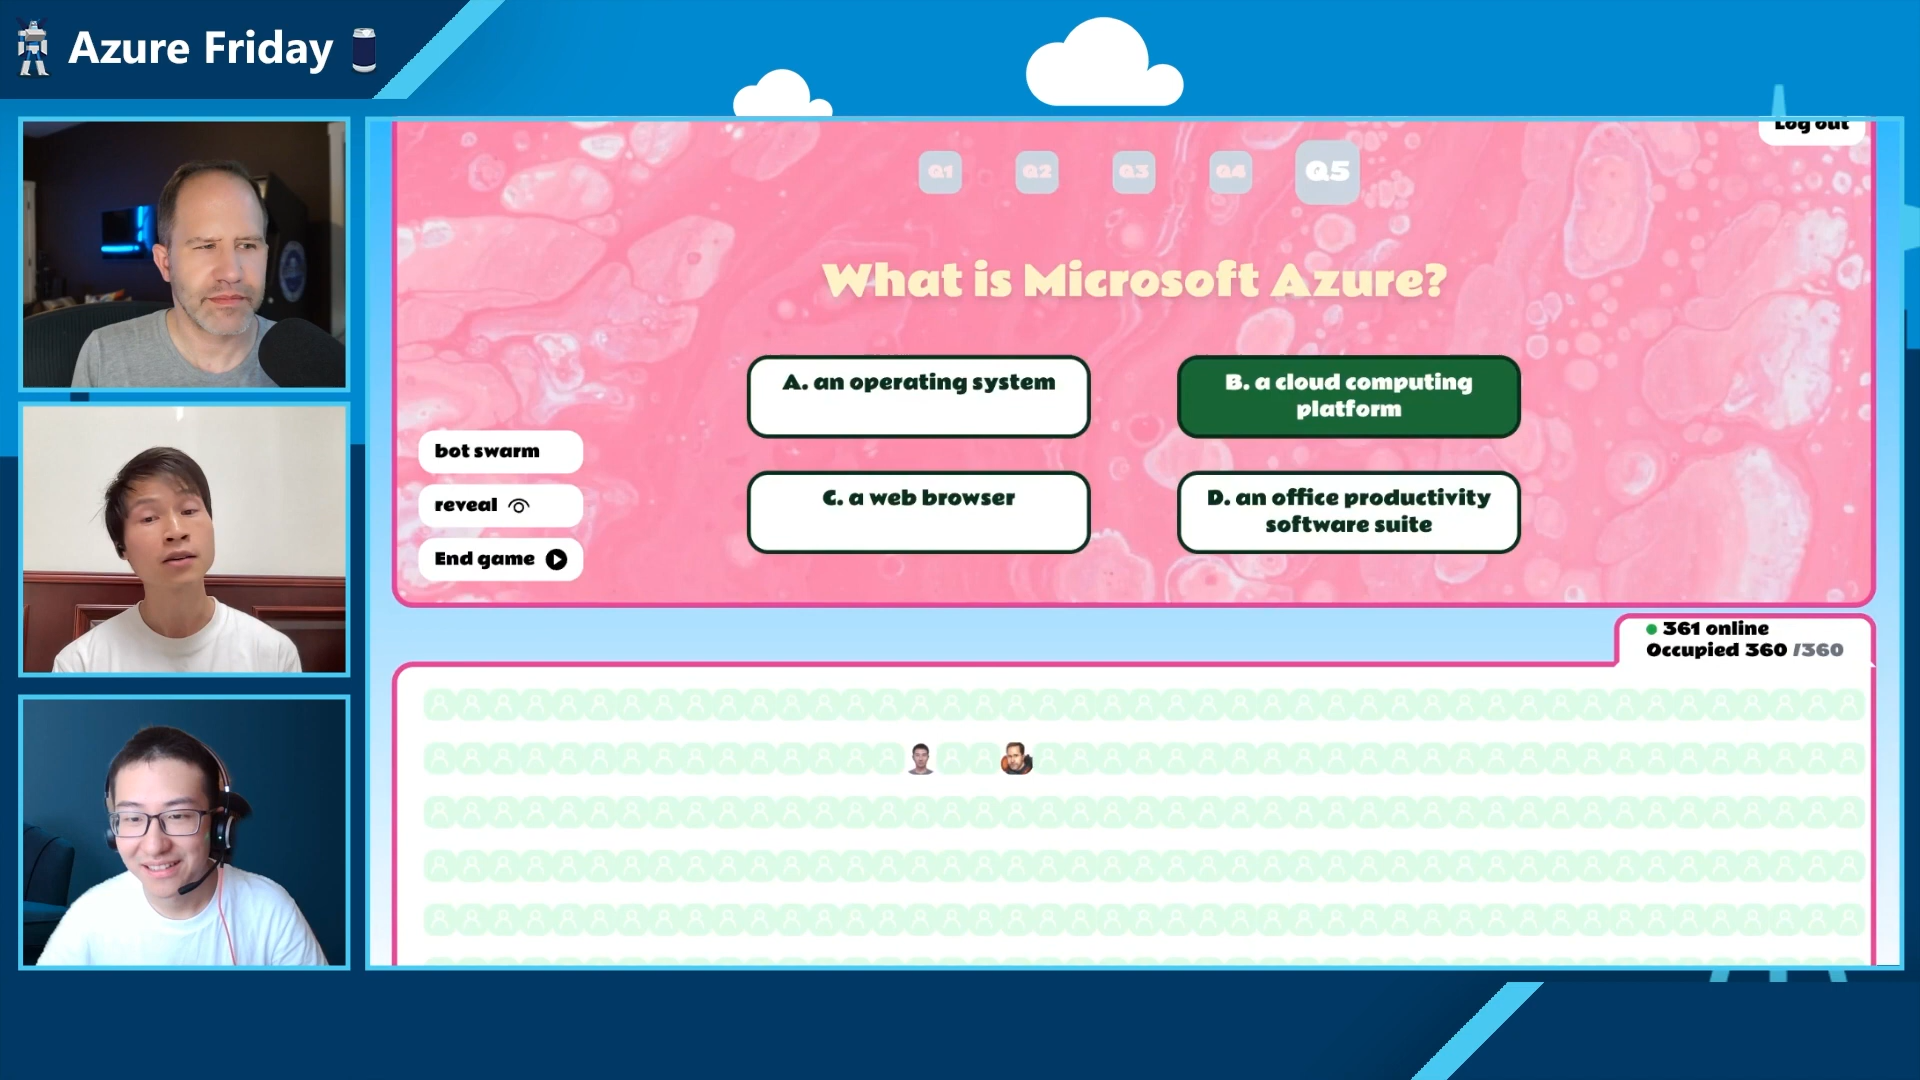 Azure Friday
Log out
Q1
Q2
Q3
Q4
Q5
What is Microsoft Azure?
A. an operating system
B. a cloud computing
platform
C. a web browser
D. an office productivity
software suite
bot swarm
reveal
End game
361 online
Occupied 360 /360